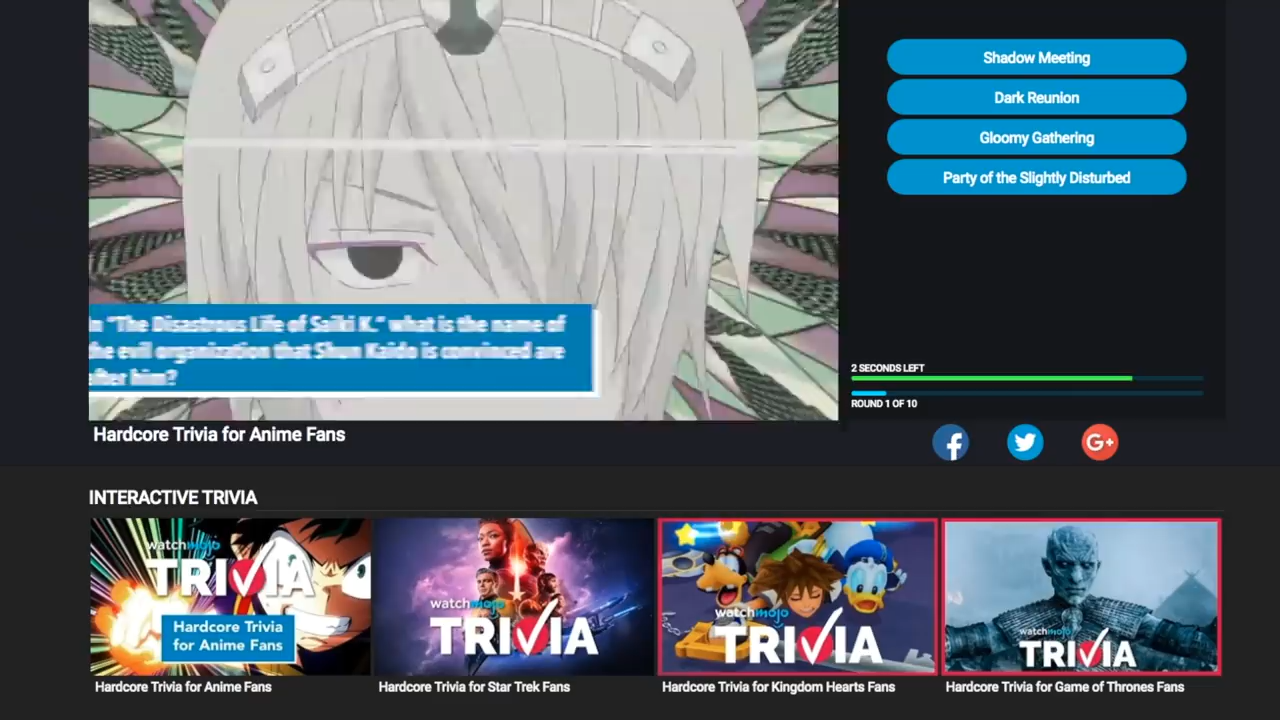 Shadow Meeting
Dark Reunion
Gloomy Gathering
Party of the Slightly Disturbed
n "The Disastrous Life of Saiki K." what is the name of
he evil organization that Shun Kaido is convinced are
after him?
2 SECONDS LEFT
ROUND 1 OF 10
Hardcore Trivia for Anime Fans
INTERACTIVE TRIVIA
watchmojo
TRIVIA
Hardcore Trivia
for Anime Fans
watchmojo
TRIVIA
watchmojo
TRIVIA
watchmojo
TRIVIA
Hardcore Trivia for Anime Fans
Hardcore Trivia for Star Trek Fans
Hardcore Trivia for Kingdom Hearts Fans
Hardcore Trivia for Game of Thrones Fans